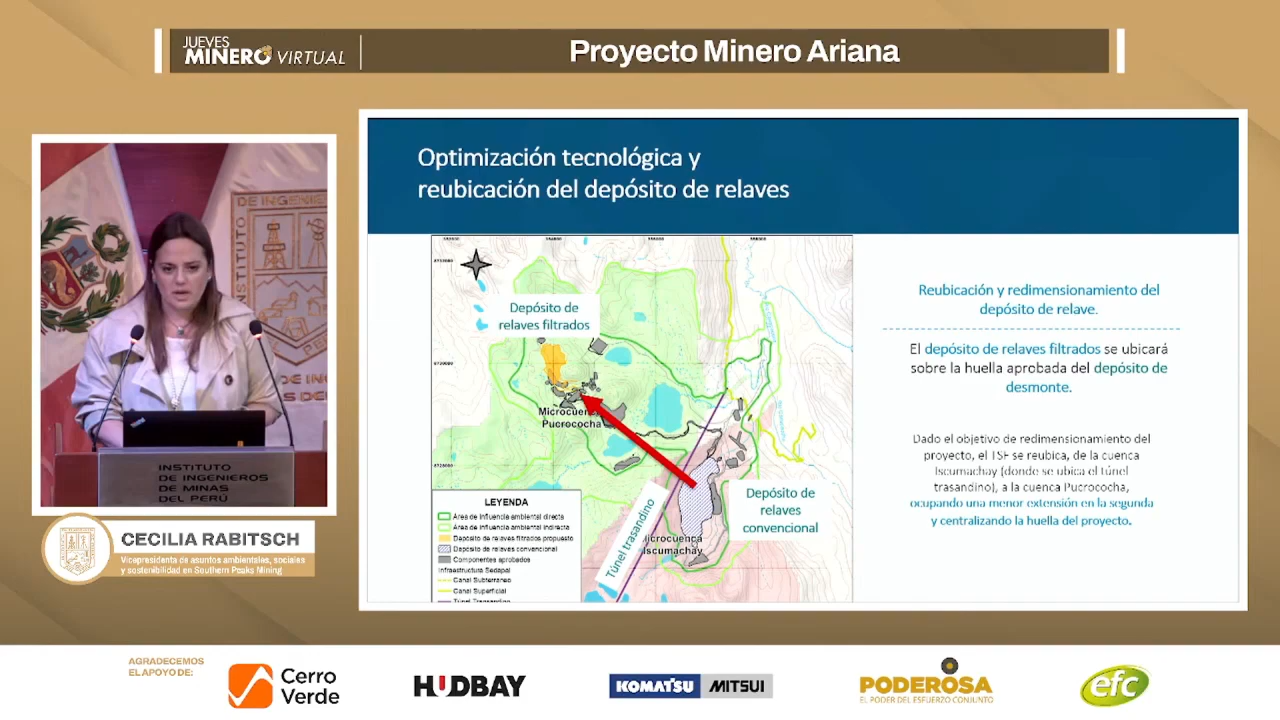 JUEVES
MINERO VIRTUAL
Proyecto Minero Ariana
Optimización tecnológica y
reubicación del depósito de relaves
Depósito de
relaves filtrados
Microcuenca
Pucrococha
Túnel trasandino
Depósito de
relaves
convencional
Microcuenca
Iscumachay
LEYENDA
Area de influencia ambiental directa
Area de influencia ambiental indirecta
Depósito de relaves filtrados propuesto
Depósito de relaves convencional
Componentes aprobados
Infraestructura Sedapal
Canal Subterraneo
Canal Superficial
Túnel Trasandino
Reubicación y redimensionamiento del
depósito de relave.
El depósito de relaves filtrados se ubicará
sobre la huella aprobada del depósito de
desmonte.
Dado el objetivo de redimensionamiento del
proyecto, el TSF se reubica, de la cuenca
Iscumachay (donde se ubica el túnel
trasandino), a la cuenca Pucrococha,
ocupando una menor extensión en la segunda
y centralizando la huella del proyecto.
INSTITUTO
DE INGENIEROS
DE MINAS
DEL PERÚ
CECILIA RABITSCH
Vicepresidenta de asuntos ambientales, sociales
y sostenibilidad en Southern Peaks Mining
AGRADECEMOS
EL APOYO DE:
Cerro
Verde
HUDBAY
KOMATSU MITSUI
PODEROSA
EL PODER DEL ESFUERZO CONJUNTO
efc